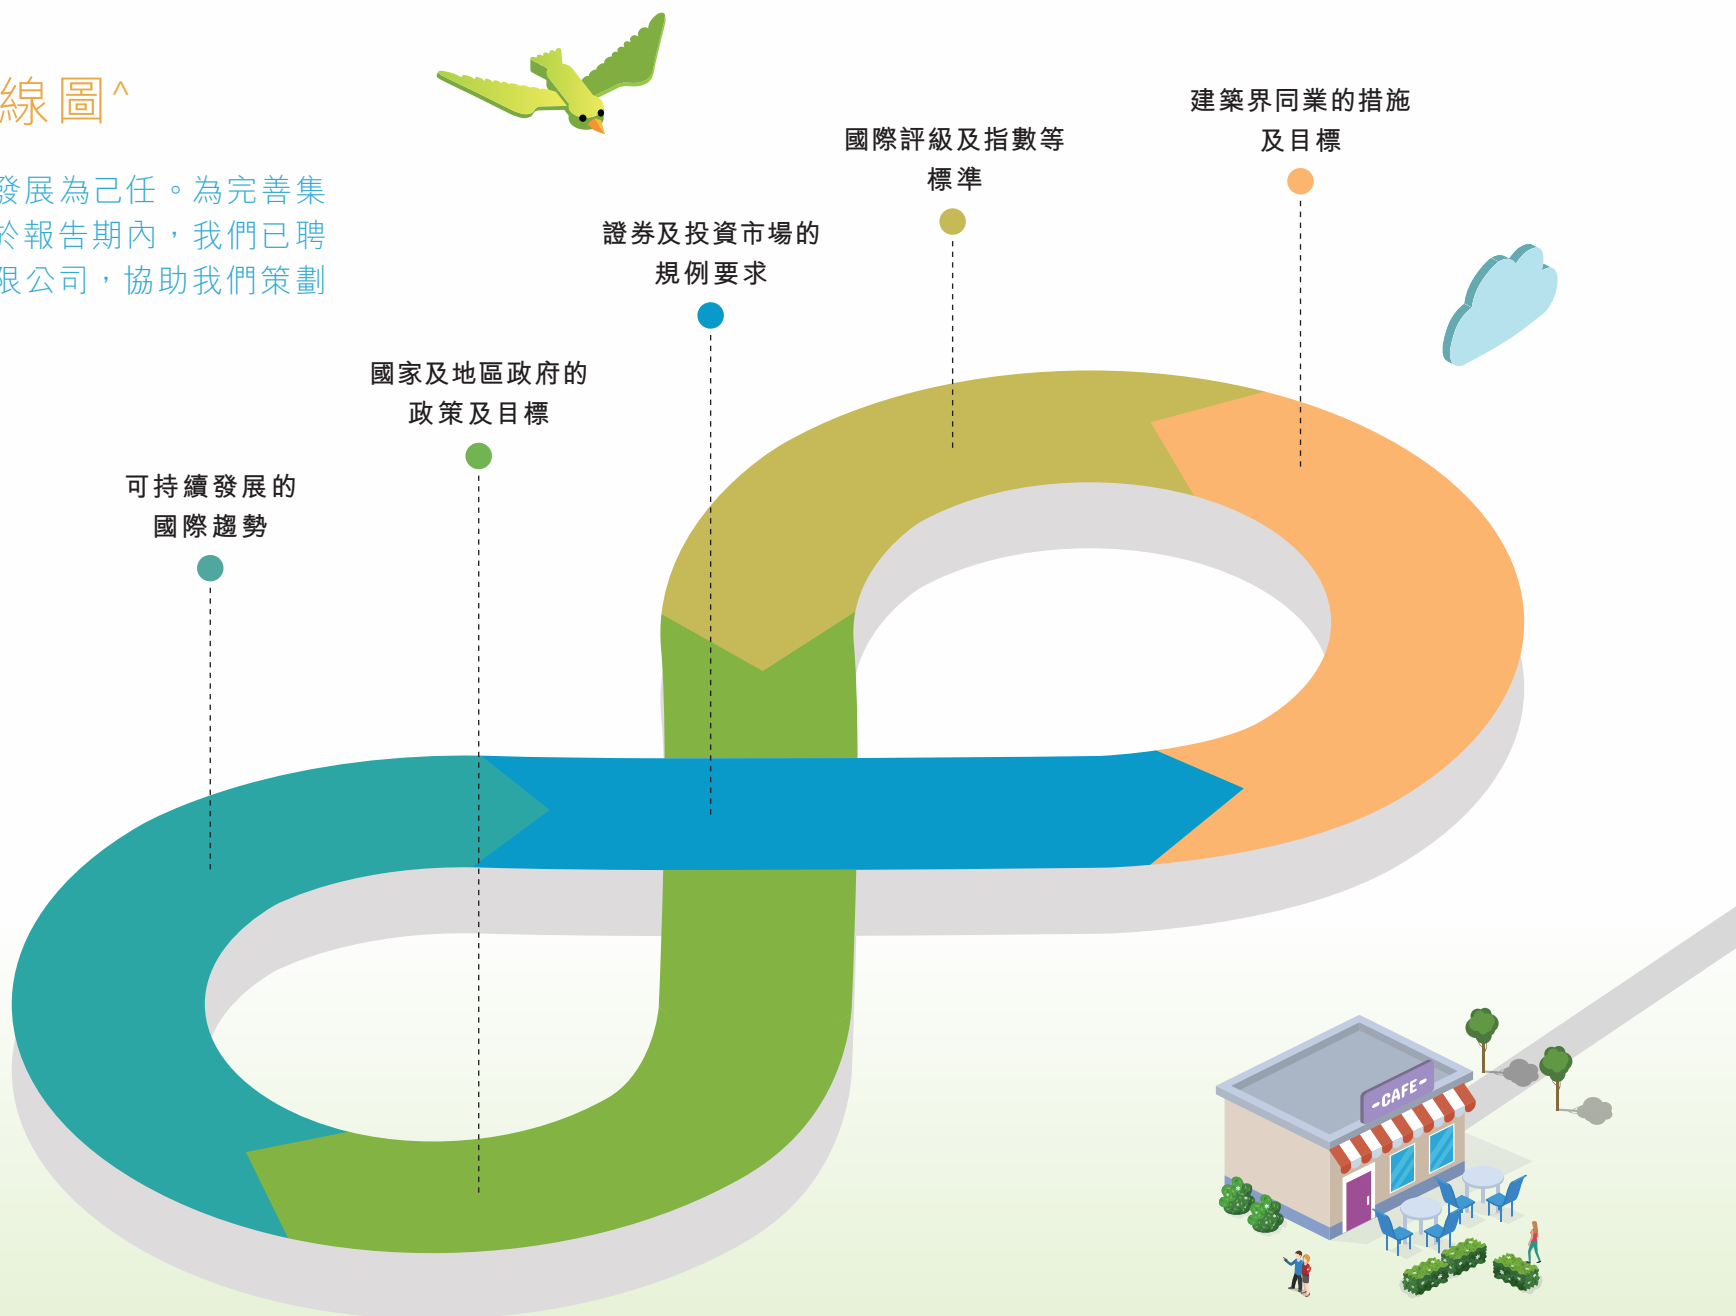 線圖^
發展為己任。為完善集
於報告期內，我們已聘
限公司，協助我們策劃
建築界同業的措施
及目標
國際評級及指數等
標準
證券及投資市場的
規例要求
國家及地區政府的
政策及目標
可持續發展的
國際趨勢
-CAFE-